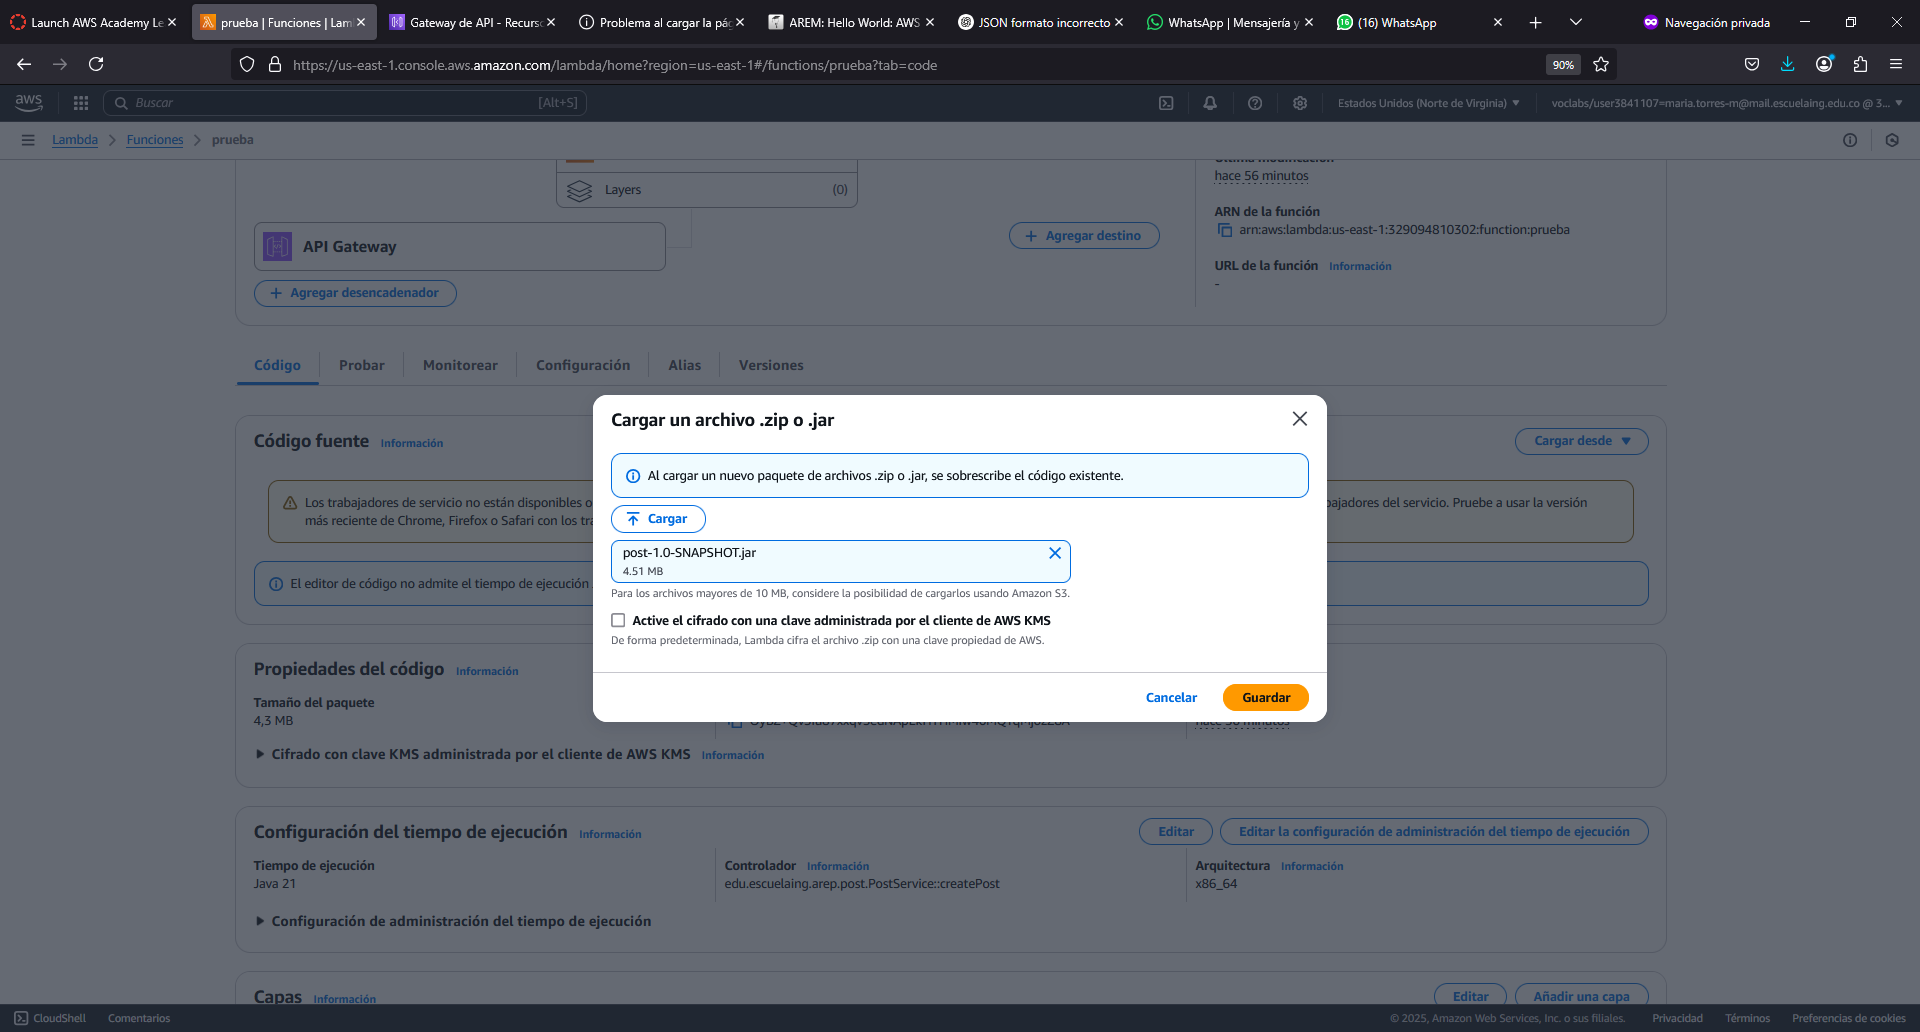 Launch AWS Academy Le
prueba | Funciones | Lam
Gateway de API - Recurso
Problema al cargar la pág
AREM: Hello World: AWS
JSON formato incorrecto
WhatsApp | Mensajería y
(16) WhatsApp
Navegación privada
https://us-east-1.console.aws.amazon.com/lambda/home?region=us-east-1#/functions/prueba?tab=code
90%
aws
Buscar
[Alt+S]
Estados Unidos (Norte de Virginia)
voclabs/user3841107=maria.torres-m@mail.escuelaing.edu.co @ 3...
Lambda
Funciones
prueba
Última modificación
hace 56 minutos
Layers
(0)
ARN de la función
arn:aws:lambda:us-east-1:329094810302:function:prueba
API Gateway
Agregar destino
URL de la función
Información
-
Agregar desencadenador
Código
Probar
Monitorear
Configuración
Alias
Versiones
Cargar un archivo .zip o .jar
Código fuente
Información
Cargar desde
Al cargar un nuevo paquete de archivos .zip o .jar, se sobrescribe el código existente.
Los trabajadores de servicio no están disponibles o
bajadores del servicio. Pruebe a usar la versión
más reciente de Chrome, Firefox o Safari con los tra
Cargar
post-1.0-SNAPSHOT.jar
4.51 MB
El editor de código no admite el tiempo de ejecución
Para los archivos mayores de 10 MB, considere la posibilidad de cargarlos usando Amazon S3.
Active el cifrado con una clave administrada por el cliente de AWS KMS
De forma predeterminada, Lambda cifra el archivo .zip con una clave propiedad de AWS.
Propiedades del código
Información
Tamaño del paquete
4,3 MB
Cancelar
Guardar
hace 56 minutos
Cifrado con clave KMS administrada por el cliente de AWS KMS
Información
Configuración del tiempo de ejecución
Información
Editar
Editar la configuración de administración del tiempo de ejecución
Tiempo de ejecución
Java 21
Controlador
Información
edu.escuelaing.arep.post.PostService::createPost
Arquitectura
Información
x86_64
Configuración de administración del tiempo de ejecución
Capas
Información
Editar
Añadir una capa
CloudShell
Comentarios
© 2025, Amazon Web Services, Inc. o sus filiales.
Privacidad
Términos
Preferencias de cookies